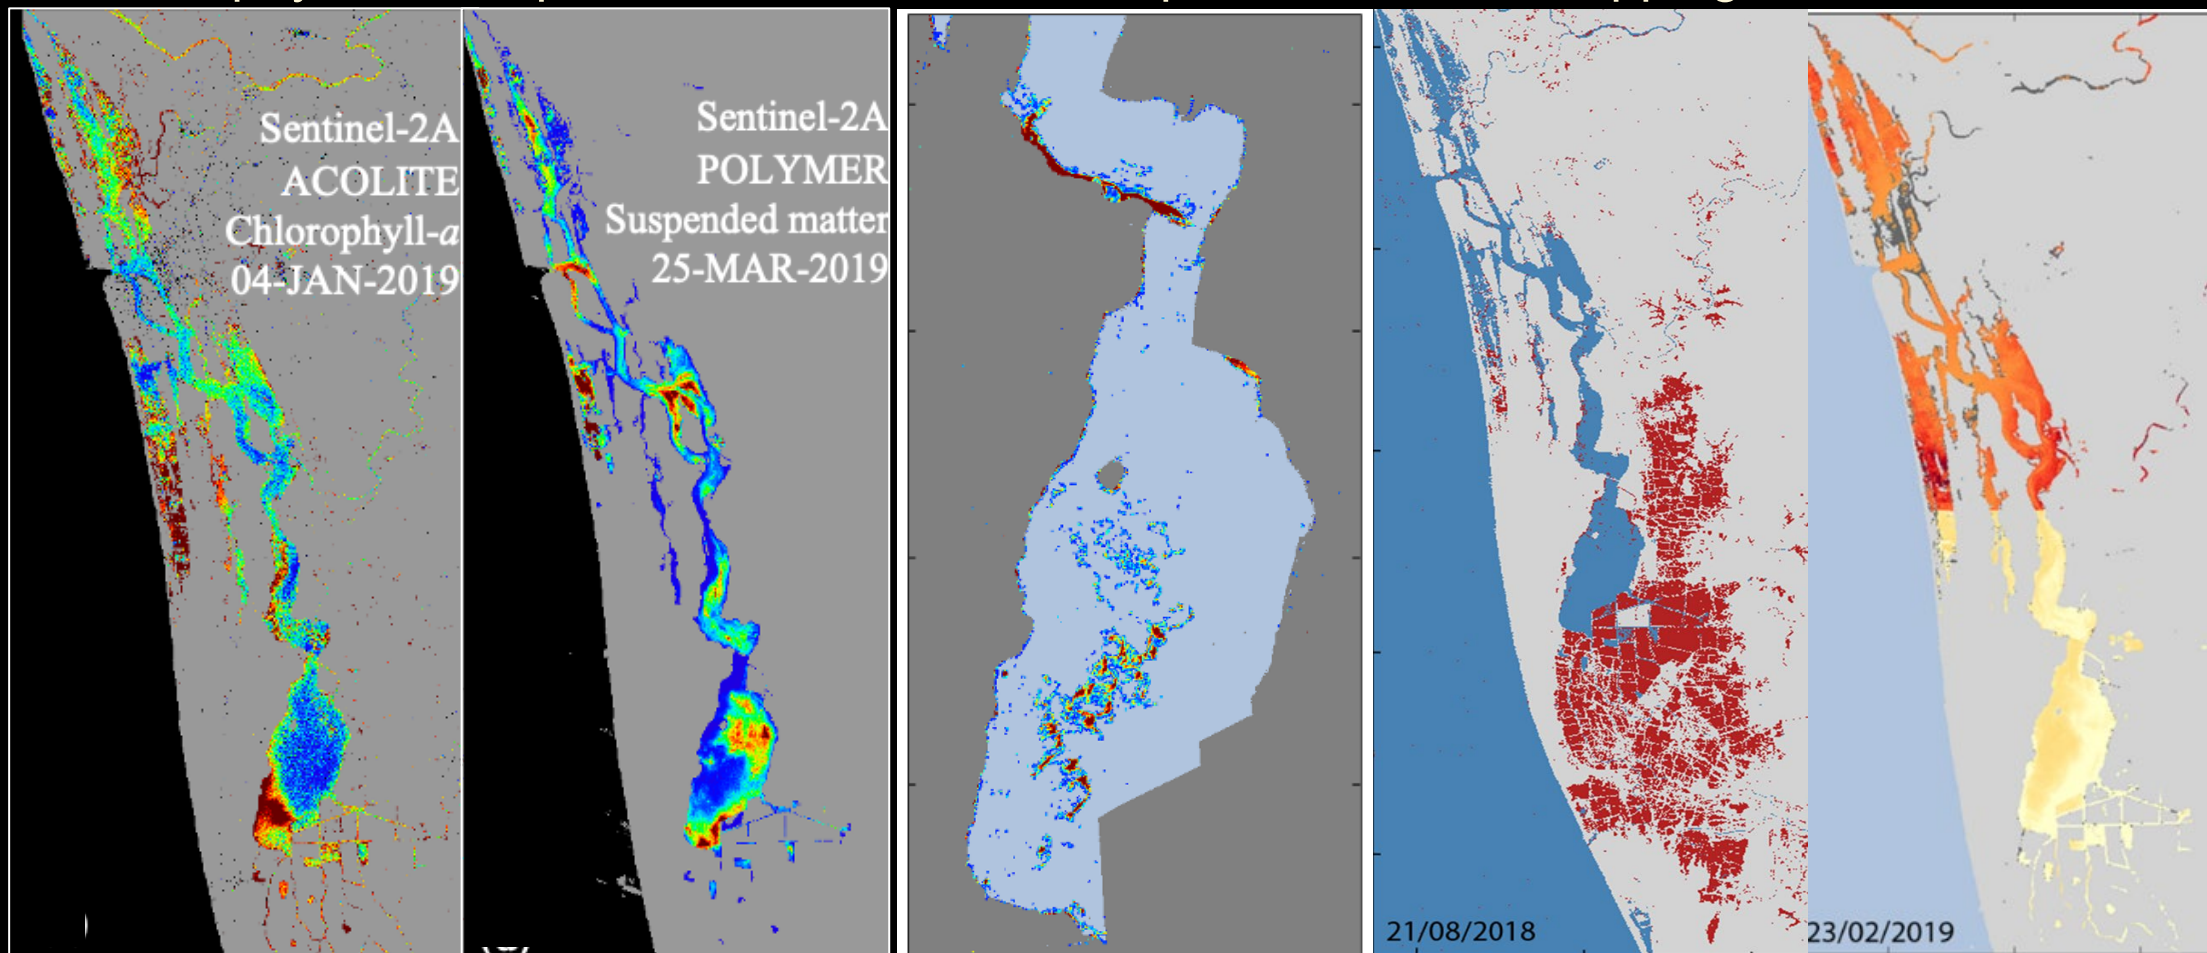 Sentinel-2A
ACOLITE
Chlorophyll-a
04-JAN-2019
Sentinel-2A
POLYMER
Suspended matter
25-MAR-2019
21/08/2018
23/02/2019